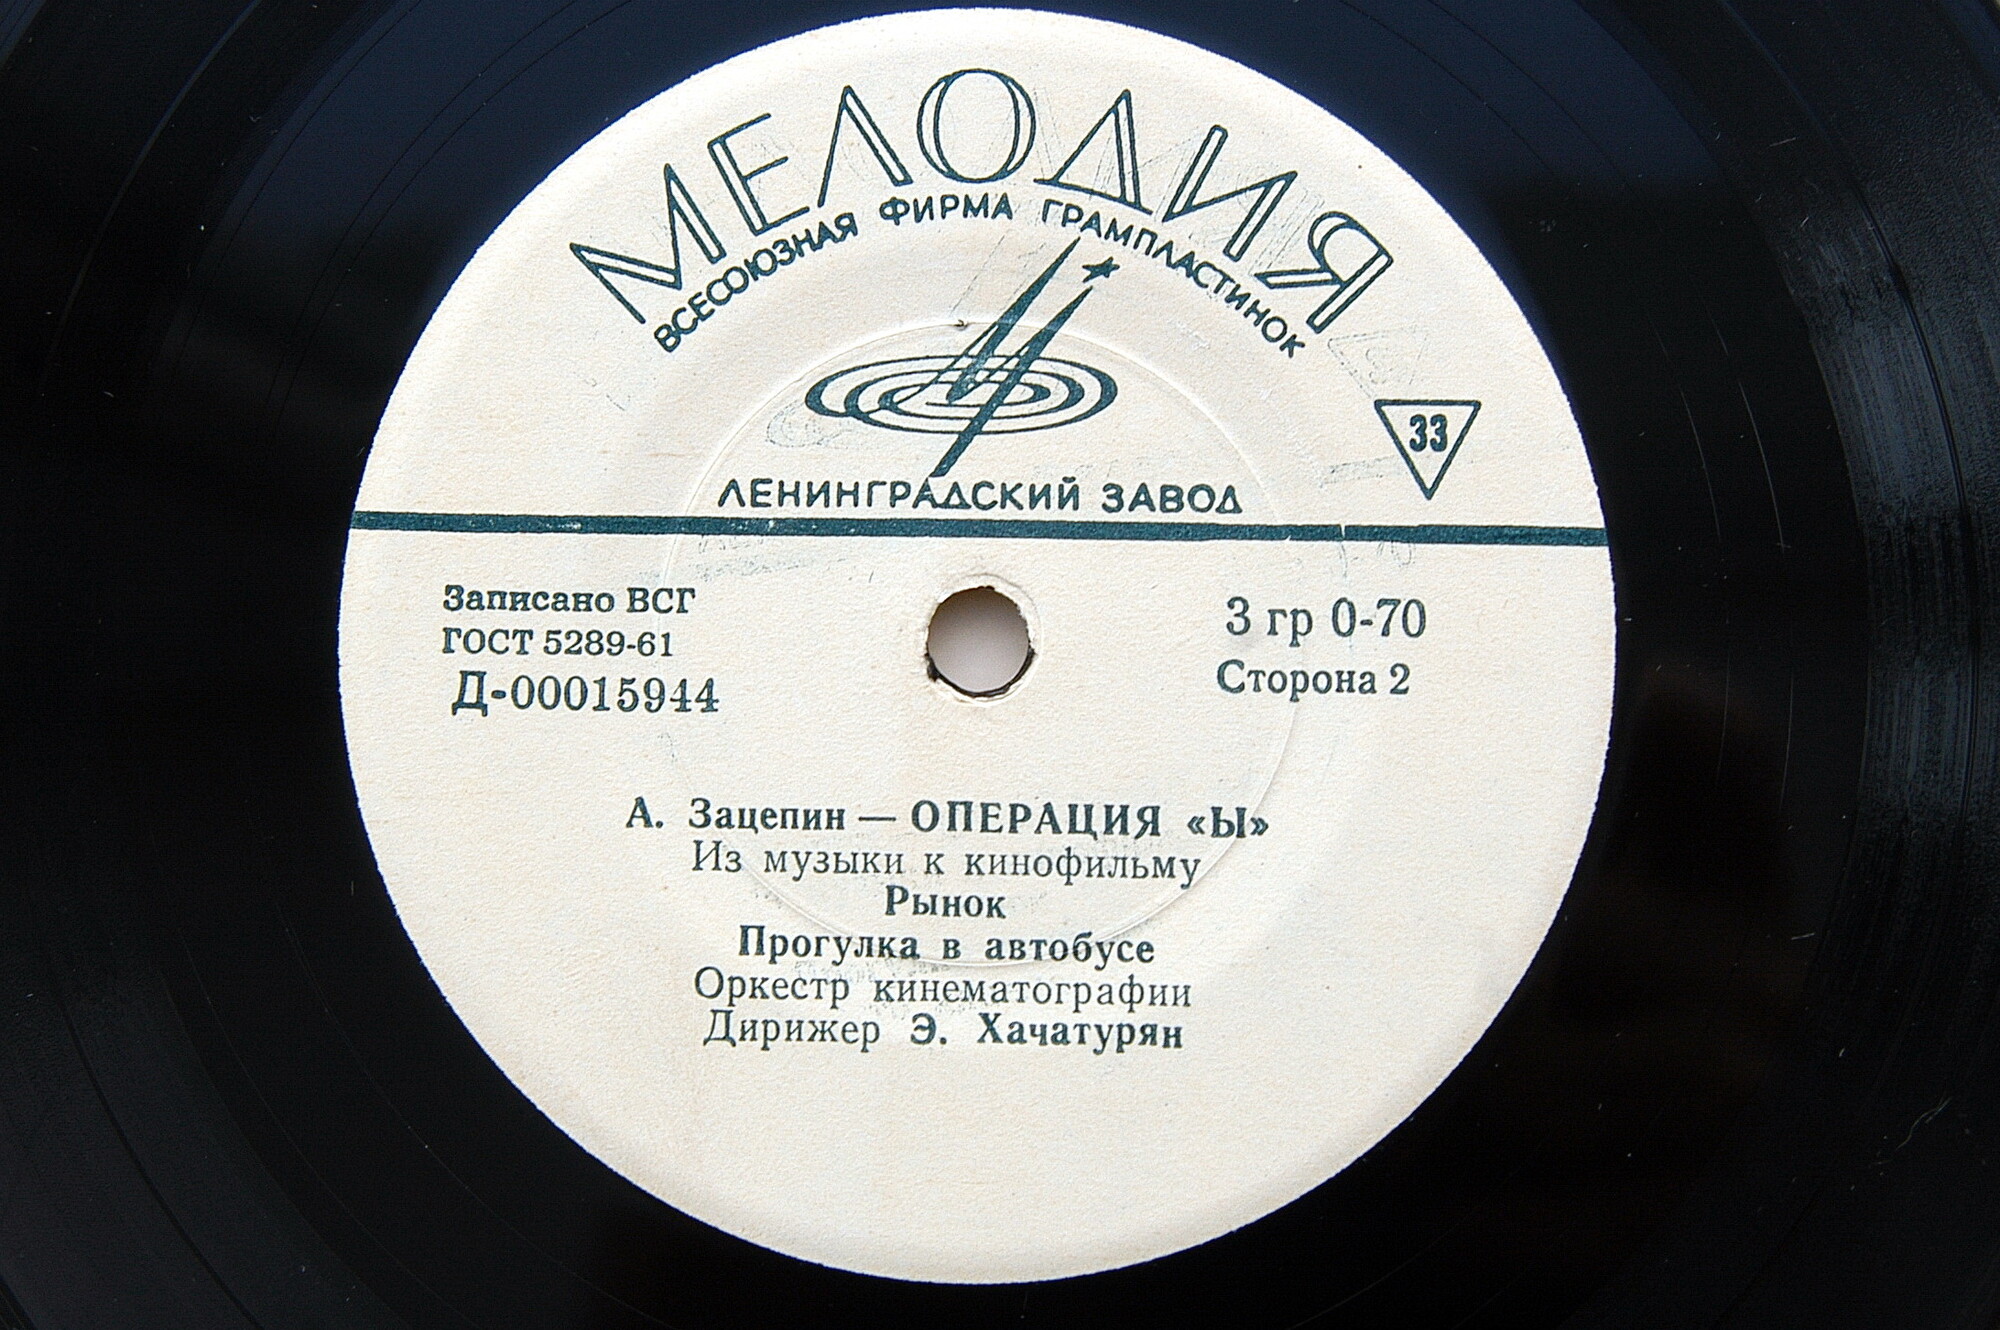 МЕЛОДИЯ
ВСЕСОЮЗНАЯ ФИРМА ГРАМПЛАСТИНОК
33
ЛЕНИНГРАДСКИЙ ЗАВОД
Записано ВСГ
ГОСТ 5289-61
Д-00015944
3 гр 0-70
Сторона 2
А. Зацепин — ОПЕРАЦИЯ «Ы»
Из музыки к кинофильму
Рынок
Прогулка в автобусе
Оркестр кинематографии
Дирижер Э. Хачатурян